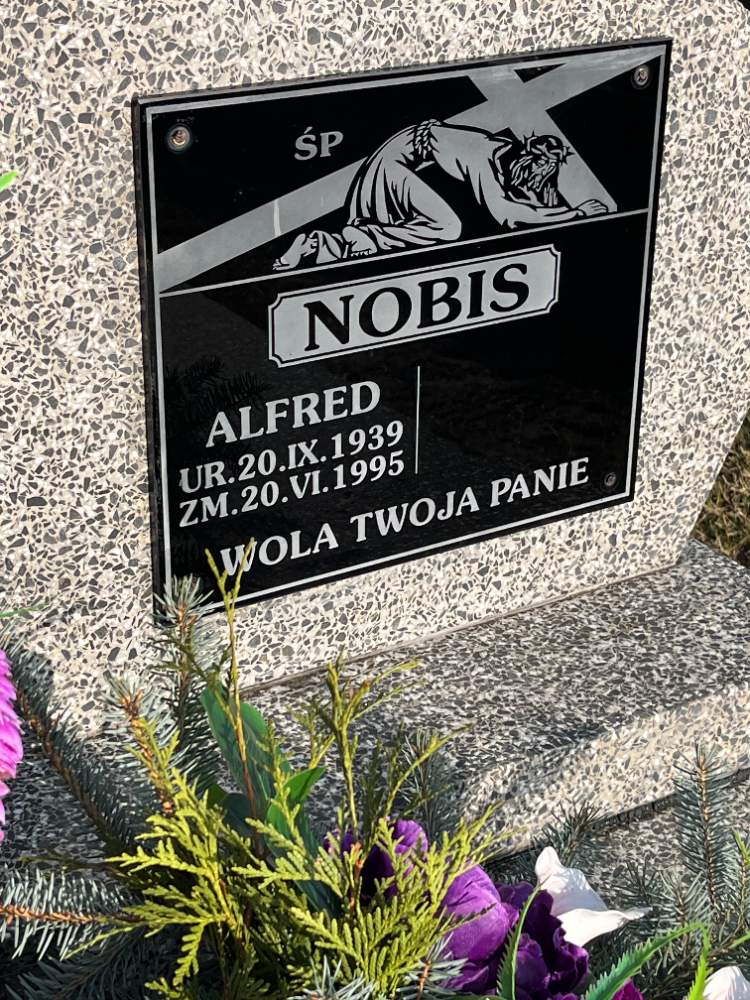 ŚP
NOBIS
ALFRED
UR.20.IX.1939
ZM.20.VI.1995
WOLA TWOJA PANIE